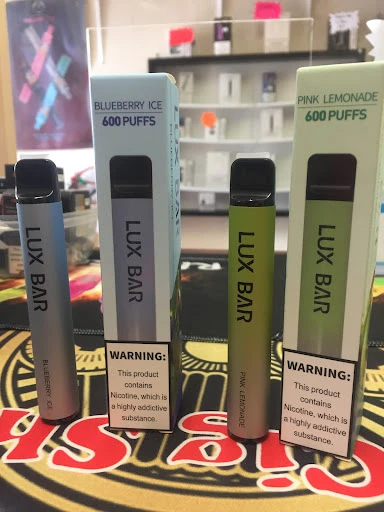 BLUEBERRY ICE
600 PUFFS
LUX BAR
WARNING:
This product
contains
Nicotine, which is
a highly addictive
substance.
LUX BAR
BLUEBERRY ICE
PINK LEMONADE
600 PUFFS
LUX BAR
WARNING:
This product
contains
Nicotine, which is
a highly addictive
substance.
LUX BAR
PINK LEMONADE
LUX BAR